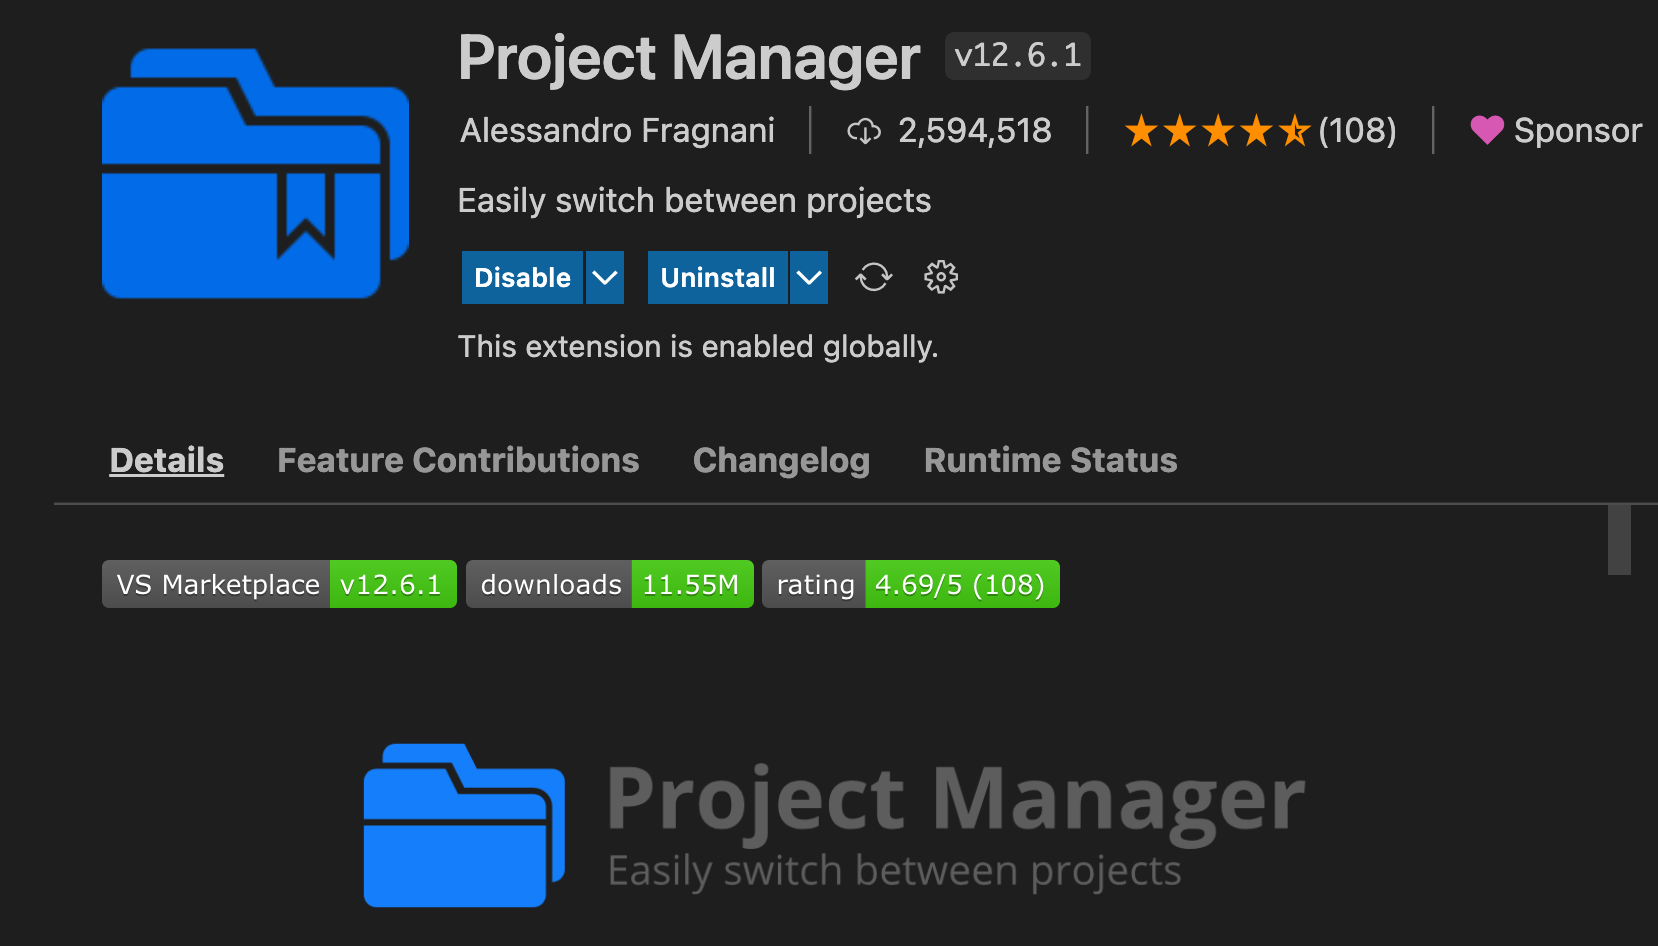 Project Manager v12.6.1
Alessandro Fragnani 2,594,518 (108) Sponsor
Easily switch between projects
Disable Uninstall
This extension is enabled globally.
Details Feature Contributions Changelog Runtime Status
VS Marketplace v12.6.1 downloads 11.55M rating 4.69/5 (108)
Project Manager
Easily switch between projects